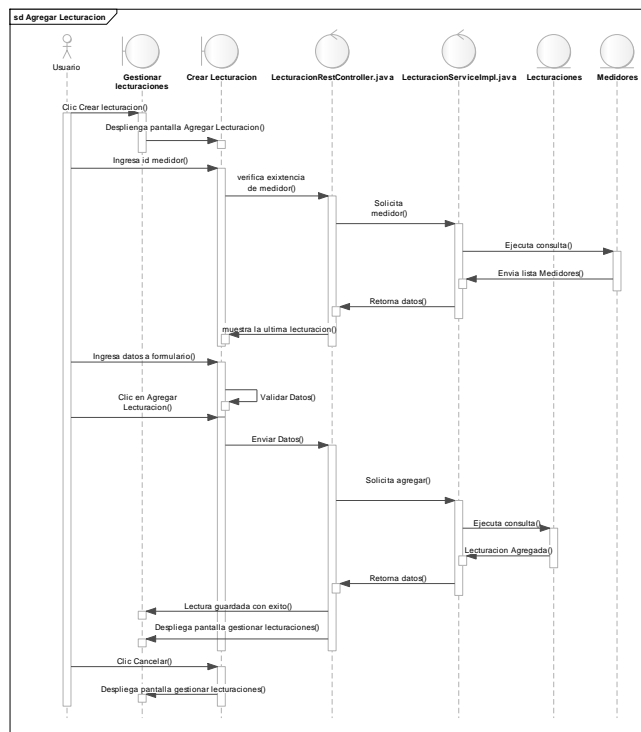 sd Agregar Lecturacion
Usuario
Gestionar
lecturaciones
Crear Lecturacion
LecturacionRestController.java
LecturacionServiceImpl.java
Lecturaciones
Medidores
Clic Crear lecturacion()
Desplienga pantalla Agregar Lecturacion()
Ingresa id medidor()
verifica exixtencia
de medidor()
Solicita
medidor()
Ejecuta consulta()
Envia lista Medidores()
Retorna datos()
muestra la ultima lecturacion()
Ingresa datos a formulario()
Validar Datos()
Clic en Agregar
Lecturacion()
Enviar Datos()
Solicita agregar()
Ejecuta consulta()
Lecturacion Agregada()
Retorna datos()
Lectura guardada con exito()
Despliega pantalla gestionar lecturaciones()
Clic Cancelar()
Despliega pantalla gestionar lecturaciones()